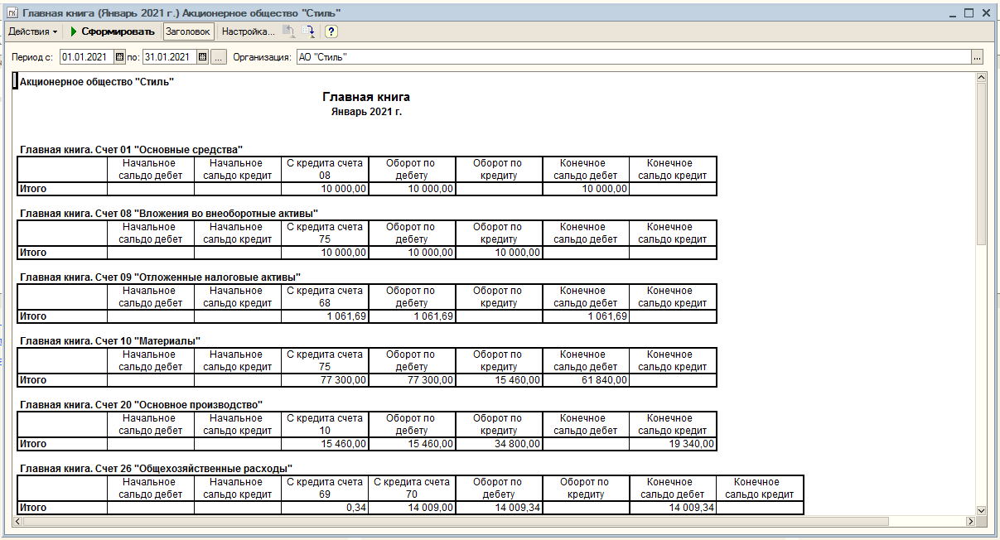 Главная книга (Январь 2021 г.) Акционерное общество "Стиль"
Действия Сформировать Заголовок Настройка... ?
Период с: 01.01.2021 по: 31.01.2021 ... Организация: АО "Стиль" ...
Акционерное общество "Стиль"
Главная книга
Январь 2021 г.
Главная книга. Счет 01 "Основные средства"
Начальное Начальное С кредита счета Оборот по Оборот по Конечное Конечное
сальдо дебет сальдо кредит 08 дебету кредиту сальдо дебет сальдо кредит
Итого 10 000,00 10 000,00 10 000,00
Главная книга. Счет 08 "Вложения во внеоборотные активы"
Начальное Начальное С кредита счета Оборот по Оборот по Конечное Конечное
сальдо дебет сальдо кредит 75 дебету кредиту сальдо дебет сальдо кредит
Итого 10 000,00 10 000,00 10 000,00
Главная книга. Счет 09 "Отложенные налоговые активы"
Начальное Начальное С кредита счета Оборот по Оборот по Конечное Конечное
сальдо дебет сальдо кредит 68 дебету кредиту сальдо дебет сальдо кредит
Итого 1 061,69 1 061,69 1 061,69
Главная книга. Счет 10 "Материалы"
Начальное Начальное С кредита счета Оборот по Оборот по Конечное Конечное
сальдо дебет сальдо кредит 75 дебету кредиту сальдо дебет сальдо кредит
Итого 77 300,00 77 300,00 15 460,00 61 840,00
Главная книга. Счет 20 "Основное производство"
Начальное Начальное С кредита счета Оборот по Оборот по Конечное Конечное
сальдо дебет сальдо кредит 10 дебету кредиту сальдо дебет сальдо кредит
Итого 15 460,00 15 460,00 34 800,00 19 340,00
Главная книга. Счет 26 "Общехозяйственные расходы"
Начальное Начальное С кредита счета С кредита счета Оборот по Оборот по Конечное Конечное
сальдо дебет сальдо кредит 69 70 дебету кредиту сальдо дебет сальдо кредит
Итого 0,34 14 009,00 14 009,34 14 009,34